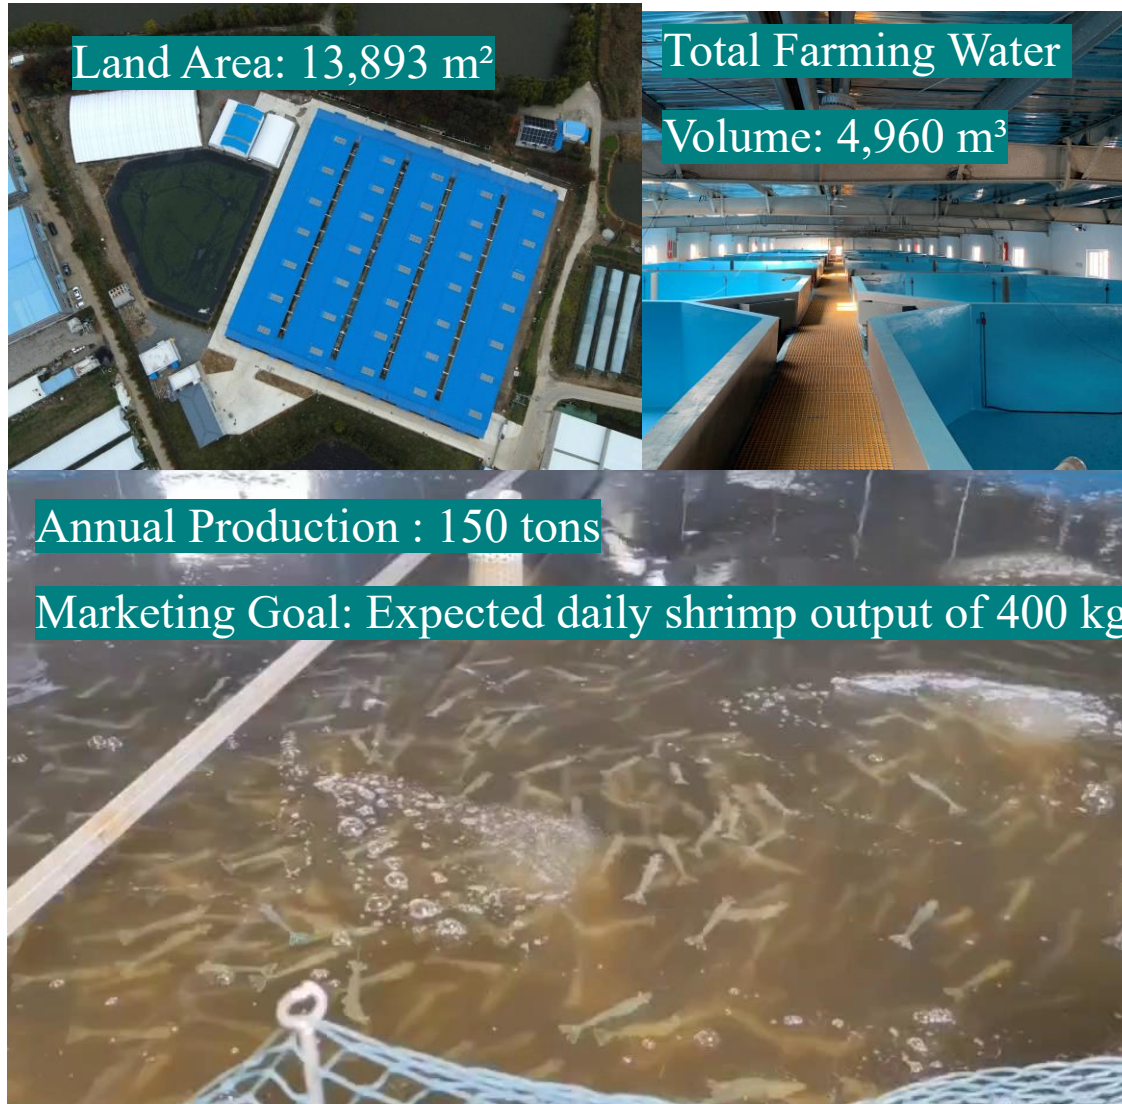 Land Area: 13,893 m²
Total Farming Water
Volume: 4,960 m³
Annual Production : 150 tons
Marketing Goal: Expected daily shrimp output of 400 kg